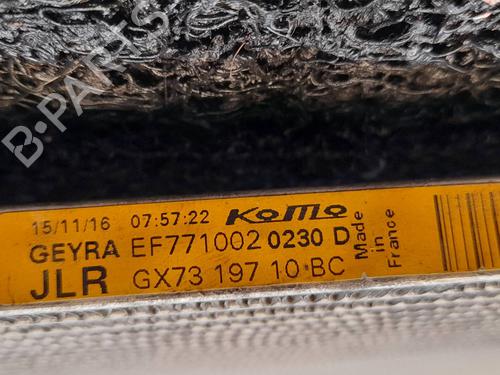 B-PARTS
15/11/16 07:57:22 KoMo
GEYRA EF771002 0230 D
JLR GX73 197 10 BC
Made
in
France